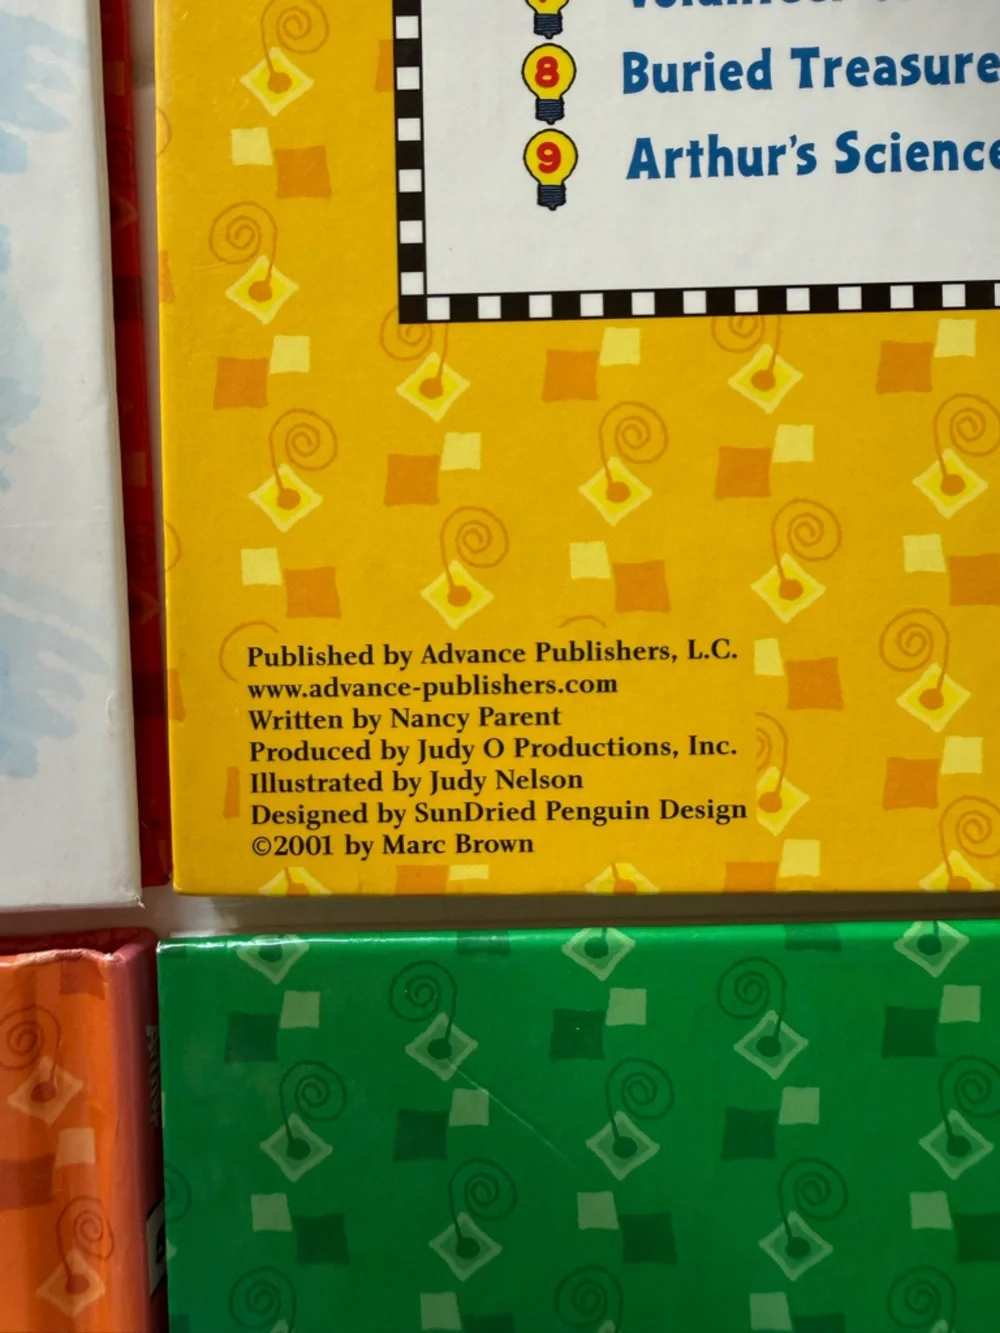 8 Buried Treasure
9 Arthur's Science
Published by Advance Publishers, L.C.
www.advance-publishers.com
Written by Nancy Parent
Produced by Judy O Productions, Inc.
Illustrated by Judy Nelson
Designed by SunDried Penguin Design
©2001 by Marc Brown